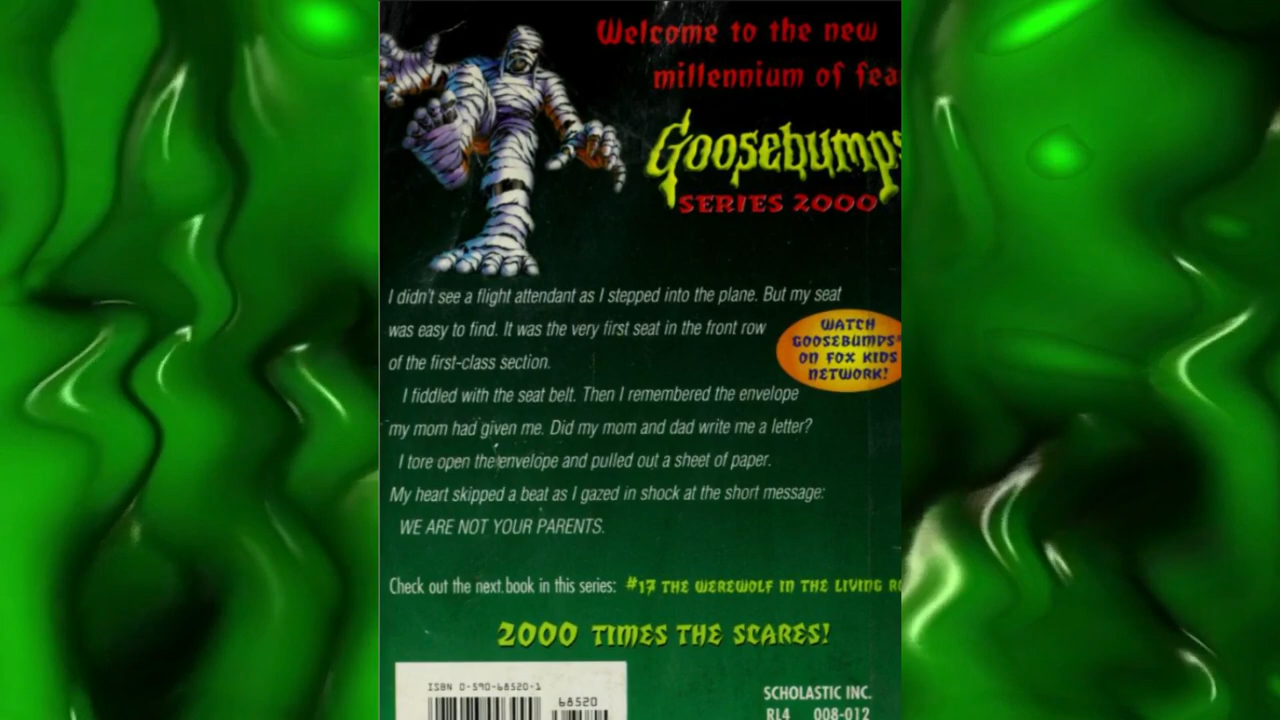 Welcome to the new
millennium of fea
Goosebumps
SERIES 2000
I didn't see a flight attendant as I stepped into the plane. But my seat
was easy to find. It was the very first seat in the front row
of the first-class section.
I fiddled with the seat belt. Then I remembered the envelope
my mom had given me. Did my mom and dad write me a letter?
I tore open the envelope and pulled out a sheet of paper.
My heart skipped a beat as I gazed in shock at the short message:
WE ARE NOT YOUR PARENTS.
WATCH
GOOSEBUMPS®
ON FOX KIDS
NETWORK!
Check out the next book in this series: #17 THE WEREWOLF IN THE LIVING RO
2000 TIMES THE SCARES!
ISBN 0-590-68520-1
68520
SCHOLASTIC INC.
RL4 008-012